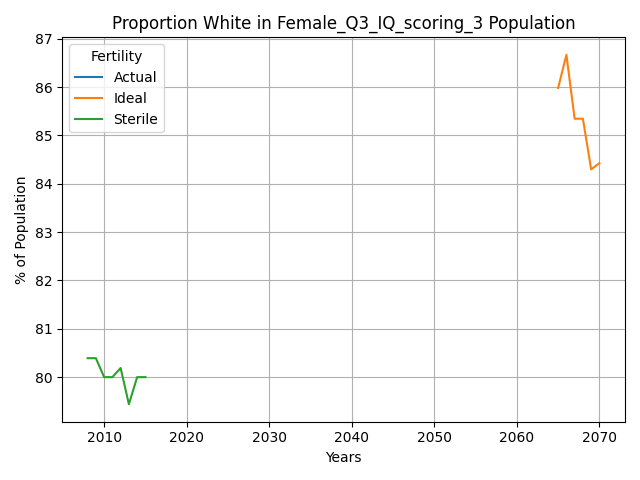 Proportion White in Female_Q3_IQ_scoring_3 Population
87
86
85
84
83
82
81
80
% of Population
Fertility
Actual
Ideal
Sterile
2010 2020 2030 2040 2050 2060 2070
Years